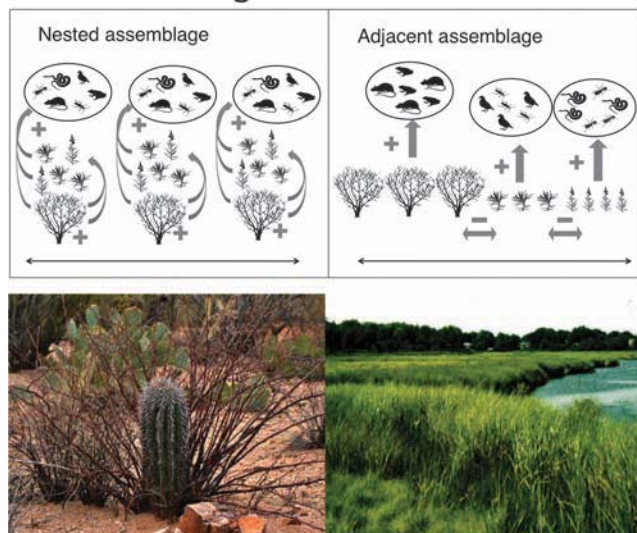 Nested assemblage
Adjacent assemblage
+ + +
+ + +
+ + +
– –